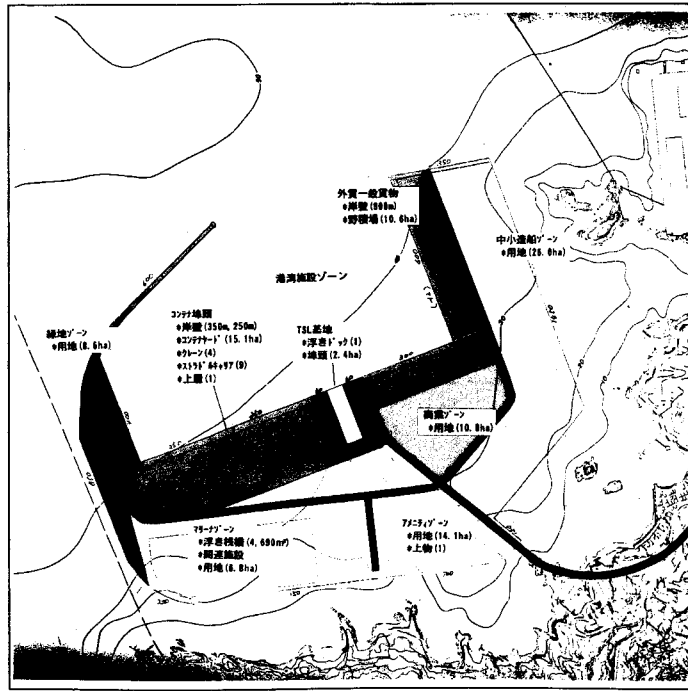 外貿一般貨物
*岸壁(800m)
*野積場(10.6ha)
中小造船ゾーン
*用地(25.0ha)
港湾施設ゾーン
コンテナ埠頭
*岸壁(350m, 250m)
*コンテナヤード(15.1ha)
*クレーン(4)
*ストラドルキャリア(9)
*上屋(1)
TSL基地
*浮きドック(1)
*埠頭(2.4ha)
緑地ゾーン
*用地(8.6ha)
商業ゾーン
*用地(10.8ha)
マリーナゾーン
*浮き桟橋(4,690㎡)
*関連施設
*用地(6.8ha)
アメニティゾーン
*用地(14.1ha)
*上物(1)